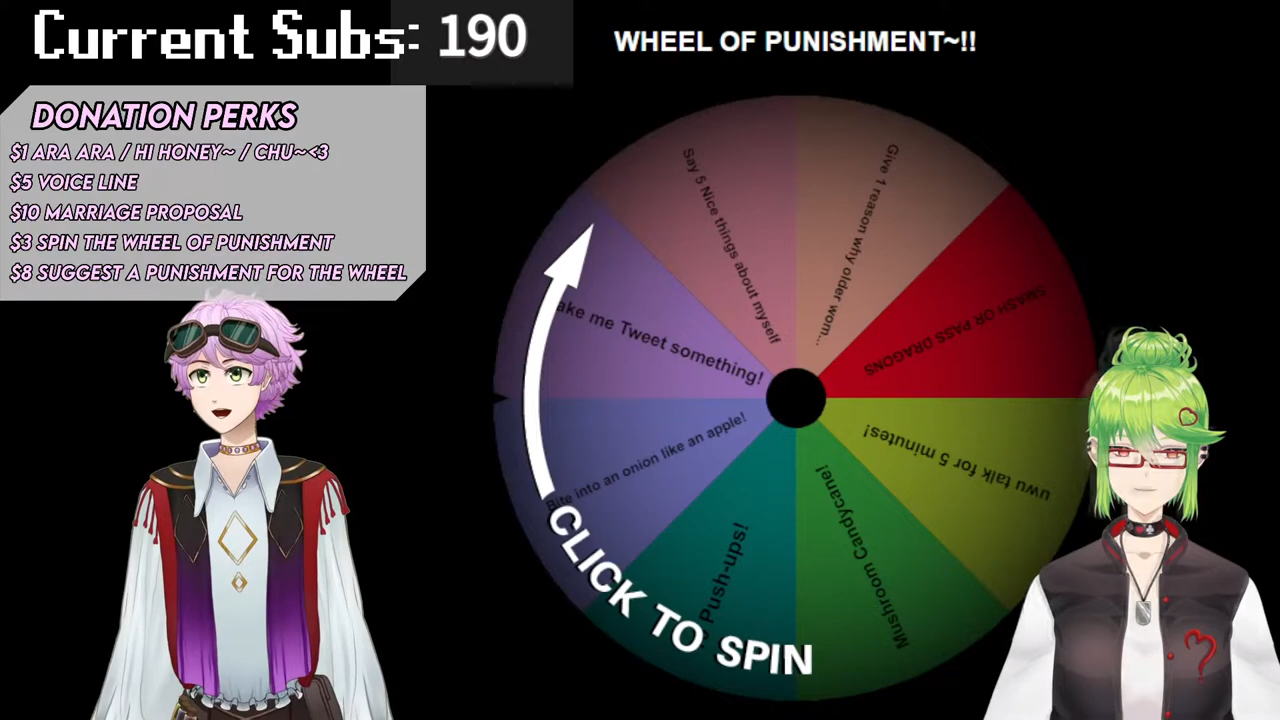 Current Subs: 190
WHEEL OF PUNISHMENT~!!
DONATION PERKS
$1 ARA ARA / HI HONEY~ / CHU~<3
$5 VOICE LINE
$10 MARRIAGE PROPOSAL
$3 SPIN THE WHEEL OF PUNISHMENT
$8 SUGGEST A PUNISHMENT FOR THE WHEEL
Say 5 Nice things about myself
Give 1 reason why older wom...
SMASH OR PASS DRAGONS
uwu talk for 5 minutes!
Mushroom Candycane!
Push-ups!
Bite into an onion like an apple!
ake me Tweet something!
CLICK TO SPIN